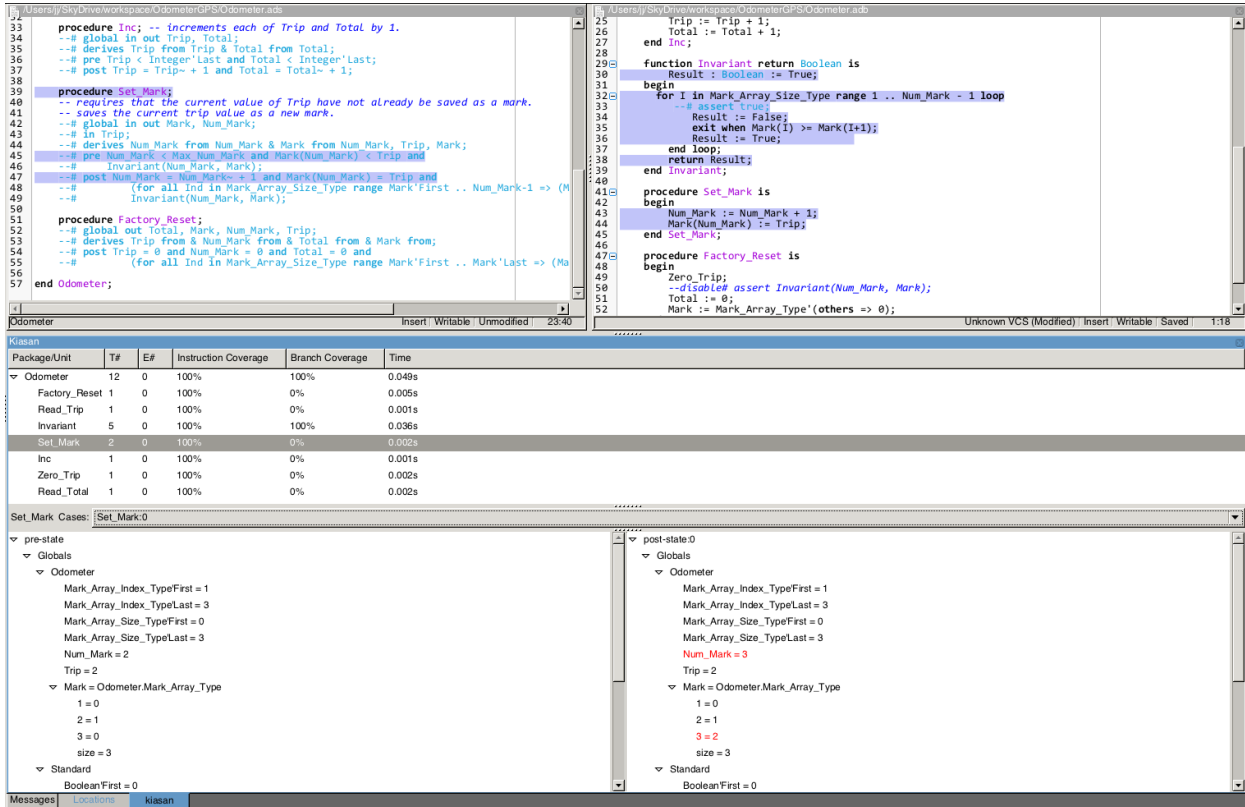 /Users/jj/SkyDrive/workspace/OdometerGPS/Odometer.ads
32
33 procedure Inc; -- increments each of Trip and Total by 1.
34 --# global in out Trip, Total;
35 --# derives Trip from Trip & Total from Total;
36 --# pre Trip < Integer'Last and Total < Integer'Last;
37 --# post Trip = Trip~ + 1 and Total = Total~ + 1;
38
39 procedure Set_Mark;
40 -- requires that the current value of Trip have not already be saved as a mark.
41 -- saves the current trip value as a new mark.
42 --# global in out Mark, Num_Mark;
43 --# in Trip;
44 --# derives Num_Mark from Num_Mark & Mark from Num_Mark, Trip, Mark;
45 --# pre Num_Mark < Max_Num_Mark and Mark(Num_Mark) < Trip and
46 --# Invariant(Num_Mark, Mark);
47 --# post Num_Mark = Num_Mark~ + 1 and Mark(Num_Mark) = Trip and
48 --# (for all Ind in Mark_Array_Size_Type range Mark'First .. Num_Mark-1 => (M
49 --# Invariant(Num_Mark, Mark);
50
51 procedure Factory_Reset;
52 --# global out Total, Mark, Num_Mark, Trip;
53 --# derives Trip from & Num_Mark from & Total from & Mark from;
54 --# post Trip = 0 and Num_Mark = 0 and Total = 0 and
55 --# (for all Ind in Mark_Array_Size_Type range Mark'First .. Mark'Last => (Ma
56
57 end Odometer;
Odometer Insert Writable Unmodified 23:40
/Users/jj/SkyDrive/workspace/OdometerGPS/Odometer.adb
25 Trip := Trip + 1;
26 Total := Total + 1;
27 end Inc;
28
29 function Invariant return Boolean is
30 Result : Boolean := True;
31 begin
32 for I in Mark_Array_Size_Type range 1 .. Num_Mark - 1 loop
33 --# assert true;
34 Result := False;
35 exit when Mark(I) >= Mark(I+1);
36 Result := True;
37 end loop;
38 return Result;
39 end Invariant;
40
41 procedure Set_Mark is
42 begin
43 Num_Mark := Num_Mark + 1;
44 Mark(Num_Mark) := Trip;
45 end Set_Mark;
46
47 procedure Factory_Reset is
48 begin
49 Zero_Trip;
50 --disable# assert Invariant(Num_Mark, Mark);
51 Total := 0;
52 Mark := Mark_Array_Type'(others => 0);
Unknown VCS (Modified) Insert Writable Saved 1:18
Kiasan
Package/Unit T# E# Instruction Coverage Branch Coverage Time
Odometer 12 0 100% 100% 0.049s
Factory_Reset 1 0 100% 0% 0.005s
Read_Trip 1 0 100% 0% 0.001s
Invariant 5 0 100% 100% 0.036s
Set_Mark 2 0 100% 0% 0.002s
Inc 1 0 100% 0% 0.001s
Zero_Trip 1 0 100% 0% 0.002s
Read_Total 1 0 100% 0% 0.002s
Set_Mark Cases: Set_Mark:0
pre-state
Globals
Odometer
Mark_Array_Index_Type'First = 1
Mark_Array_Index_Type'Last = 3
Mark_Array_Size_Type'First = 0
Mark_Array_Size_Type'Last = 3
Num_Mark = 2
Trip = 2
Mark = Odometer.Mark_Array_Type
1 = 0
2 = 1
3 = 0
size = 3
Standard
Boolean'First = 0
post-state:0
Globals
Odometer
Mark_Array_Index_Type'First = 1
Mark_Array_Index_Type'Last = 3
Mark_Array_Size_Type'First = 0
Mark_Array_Size_Type'Last = 3
Num_Mark = 3
Trip = 2
Mark = Odometer.Mark_Array_Type
1 = 0
2 = 1
3 = 2
size = 3
Standard
Boolean'First = 0
Messages Locations kiasan